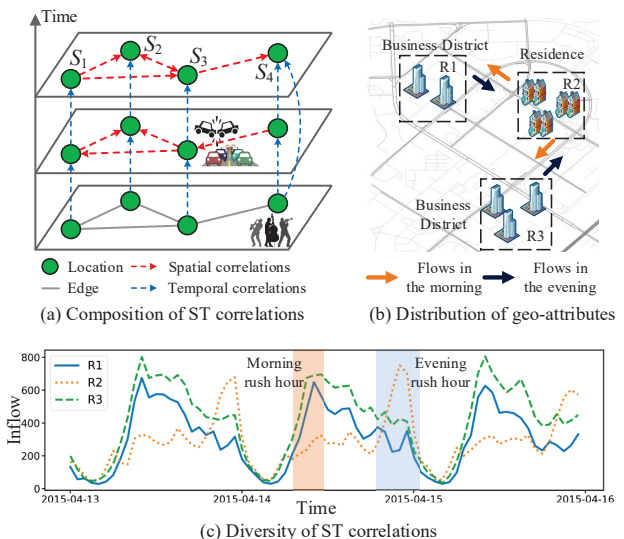 Time
S1
S2
S3
S4
Location
Spatial correlations
Edge
Temporal correlations
(a) Composition of ST correlations
Business District
R1
Residence
R2
Business
District
R3
Flows in
the morning
Flows in
the evening
(b) Distribution of geo-attributes
800
600
400
200
0
Inflow
R1
R2
R3
Morning
rush hour
Evening
rush hour
2015-04-13
2015-04-14
2015-04-15
2015-04-16
Time
(c) Diversity of ST correlations